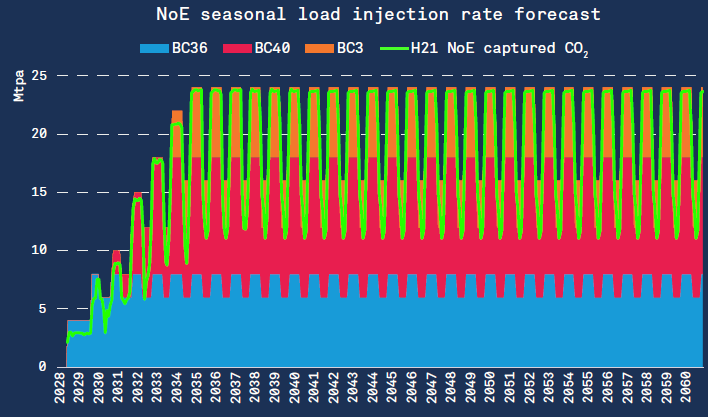 NoE seasonal load injection rate forecast
BC36 BC40 BC3 H21 NoE captured CO₂
Mtpa
25
20
15
10
5
0
2028 2029 2030 2031 2032 2033 2034 2035 2036 2037 2038 2039 2040 2041 2042 2043 2044 2045 2046 2047 2048 2049 2050 2051 2052 2053 2054 2055 2056 2057 2058 2059 2060